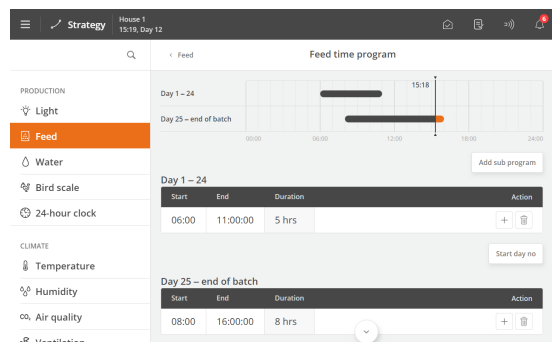 Strategy
House 1
15:19, Day 12
6
Feed
Feed time program
PRODUCTION
Light
Feed
Water
Bird scale
24-hour clock
CLIMATE
Temperature
Humidity
CO₂ Air quality
Ventilation
15:18
Day 1 – 24
Day 25 – end of batch
00:00 06:00 12:00 18:00 24:00
Add sub program
Day 1 – 24
Start End Duration Action
06:00 11:00:00 5 hrs
Start day no
Day 25 – end of batch
Start End Duration Action
08:00 16:00:00 8 hrs